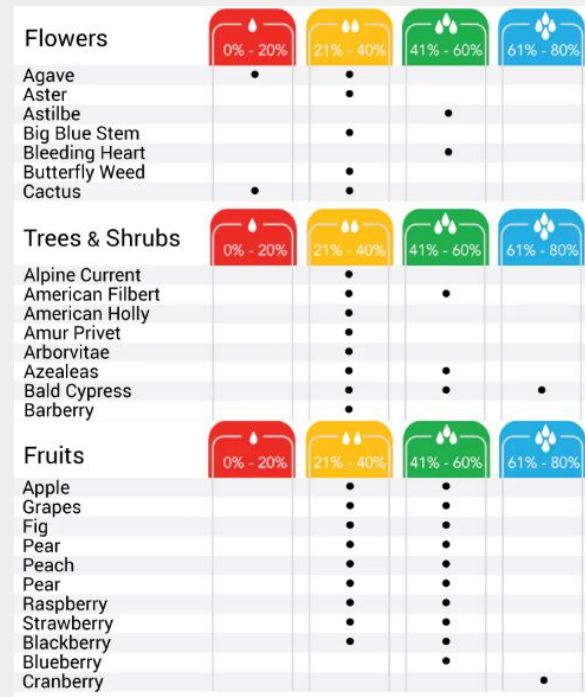 Flowers 0% - 20% 21% - 40% 41% - 60% 61% - 80%
Agave
Aster
Astilbe
Big Blue Stem
Bleeding Heart
Butterfly Weed
Cactus
Trees & Shrubs 0% - 20% 21% - 40% 41% - 60% 61% - 80%
Alpine Current
American Filbert
American Holly
Amur Privet
Arborvitae
Azealeas
Bald Cypress
Barberry
Fruits 0% - 20% 21% - 40% 41% - 60% 61% - 80%
Apple
Grapes
Fig
Pear
Peach
Pear
Raspberry
Strawberry
Blackberry
Blueberry
Cranberry